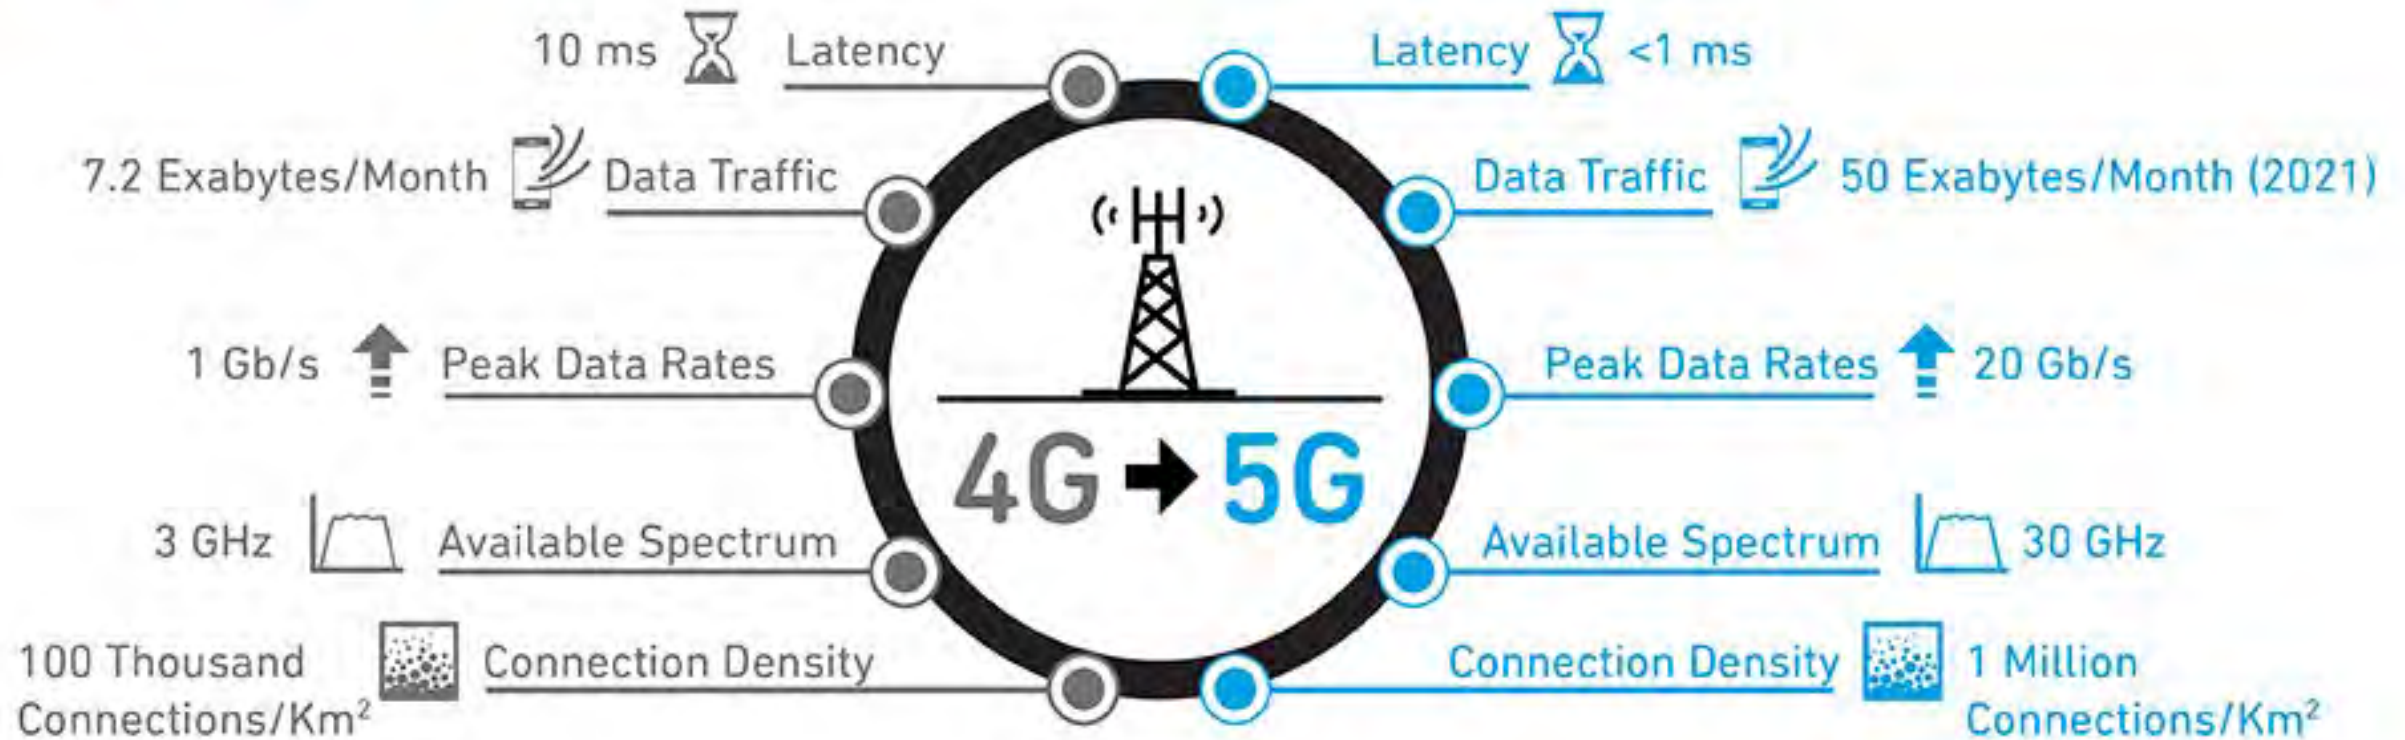 10 ms Latency
Latency <1 ms
7.2 Exabytes/Month Data Traffic
Data Traffic 50 Exabytes/Month (2021)
1 Gb/s Peak Data Rates
Peak Data Rates 20 Gb/s
4G 5G
3 GHz Available Spectrum
Available Spectrum 30 GHz
100 Thousand
Connections/Km²
Connection Density
Connection Density
1 Million
Connections/Km²